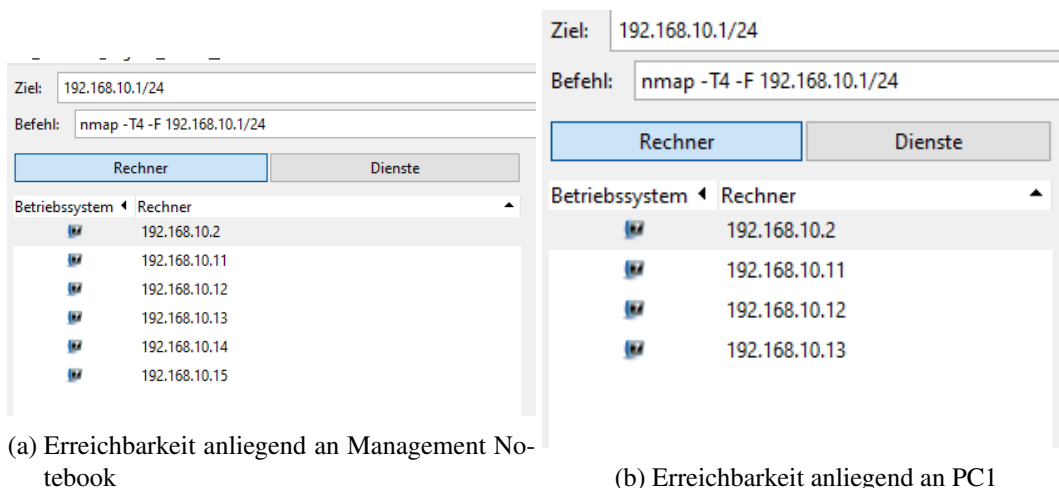 Ziel: 192.168.10.1/24
Befehl: nmap -T4 -F 192.168.10.1/24
Rechner Dienste
Betriebssystem Rechner
192.168.10.2
192.168.10.11
192.168.10.12
192.168.10.13
192.168.10.14
192.168.10.15
(a) Erreichbarkeit anliegend an Management No-
tebook
Ziel: 192.168.10.1/24
Befehl: nmap -T4 -F 192.168.10.1/24
Rechner Dienste
Betriebssystem Rechner
192.168.10.2
192.168.10.11
192.168.10.12
192.168.10.13
(b) Erreichbarkeit anliegend an PC1